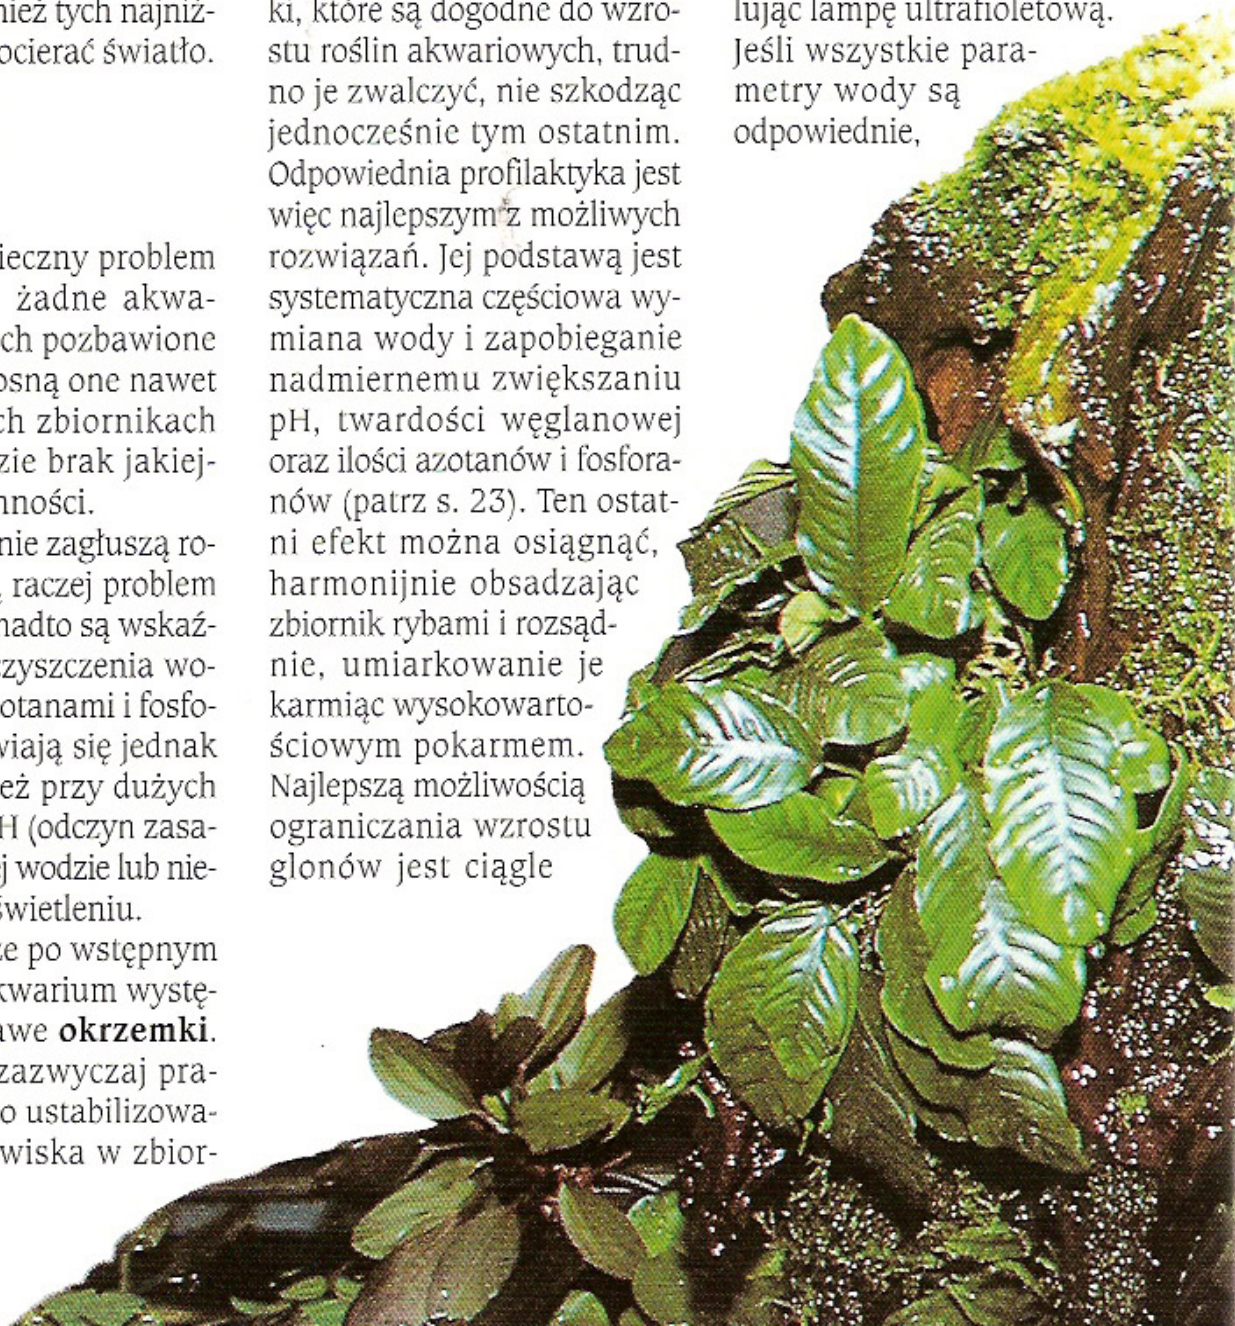 nież tych najniż-
ocierać światło.
ieczny problem
żadne akwa-
ch pozbawione
osną one nawet
ch zbiornikach
zie brak jakiej-
nności.
nie zagłuszą ro-
raczej problem
nadto są wskaź-
zyszczenia wo-
otanami i fosfo-
wiają się jednak
eż przy dużych
H (odczyn zasa-
j wodzie lub nie-
świetleniu.
ze po wstępnym
kwarium wystę-
awe okrzemki.
zazwyczaj pra-
o ustabilizowa-
wiska w zbior-
ki, które są dogodne do wzro-
stu roślin akwariowych, trud-
no je zwalczyć, nie szkodząc
jednocześnie tym ostatnim.
Odpowiednia profilaktyka jest
więc najlepszym z możliwych
rozwiązań. Jej podstawą jest
systematyczna częściowa wy-
miana wody i zapobieganie
nadmiernemu zwiększaniu
pH, twardości węglanowej
oraz ilości azotanów i fosfora-
nów (patrz s. 23). Ten ostat-
ni efekt można osiągnąć,
harmonijnie obsadzając
zbiornik rybami i rozsąd-
nie, umiarkowanie je
karmiąc wysokowarto-
ściowym pokarmem.
Najlepszą możliwością
ograniczania wzrostu
glonów jest ciągle
lując lampę ultrafioletową.
Jeśli wszystkie para-
metry wody są
odpowiednie,